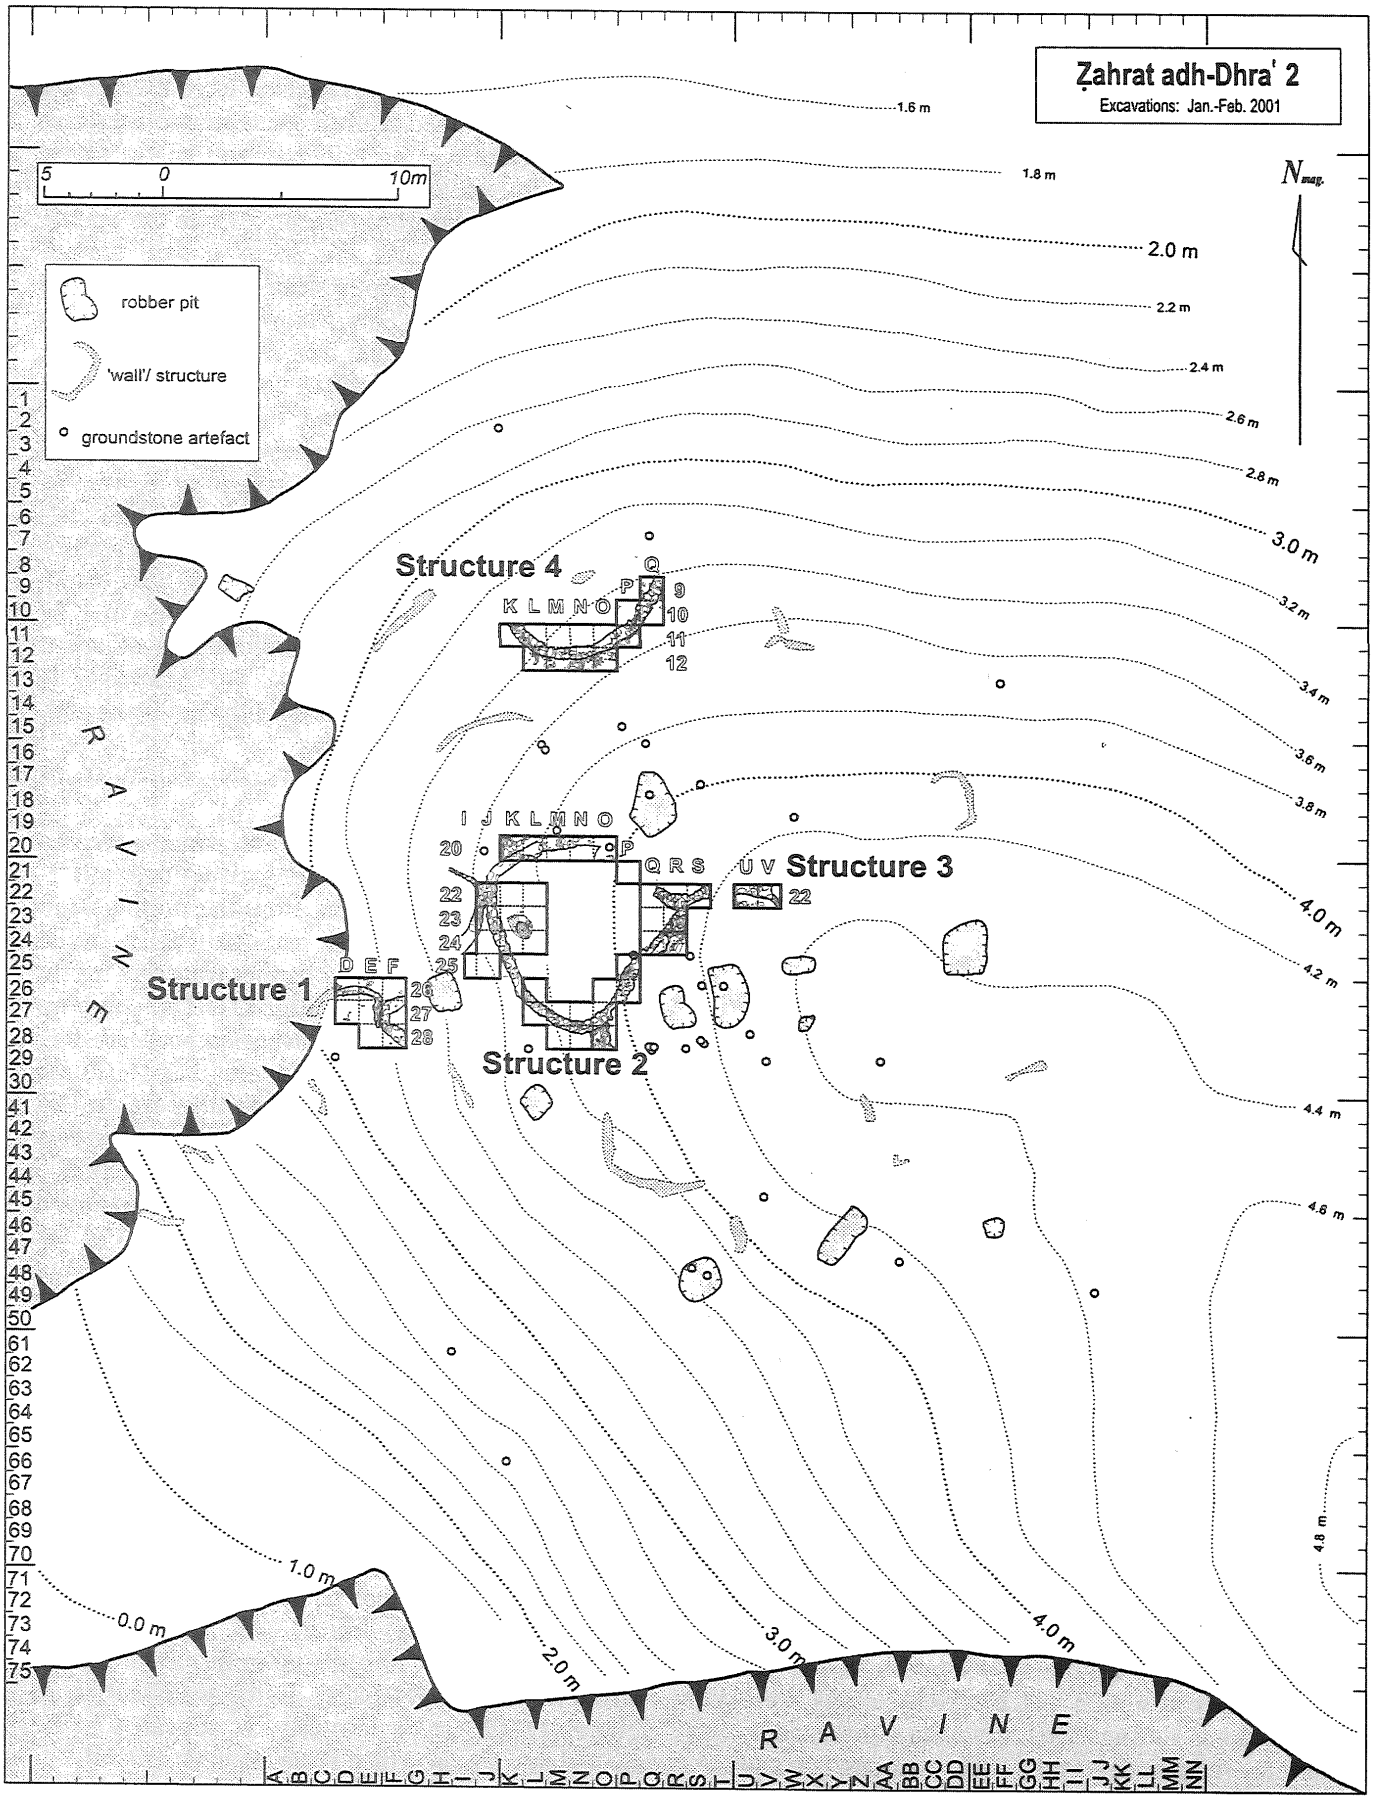 Ẓahrat adh-Dhraʿ 2
Excavations: Jan.-Feb. 2001
1.6 m
1.8 m
N mag.
5 0 10m
2.0 m
robber pit
2.2 m
'wall'/ structure
2.4 m
groundstone artefact
2.6 m
2.8 m
3.0 m
3.2 m
3.4 m
3.6 m
3.8 m
4.0 m
4.2 m
4.4 m
4.6 m
4.8 m
1
2
3
4
5
6
7
8
9
10
11
12
13
14
15
16
17
18
19
20
21
22
23
24
25
26
27
28
29
30
41
42
43
44
45
46
47
48
49
50
61
62
63
64
65
66
67
68
69
70
71
72
73
74
75
Structure 4
Q
P
K L M N O
9
10
11
12
RAVINE
I J K L M N O
P
Q R S
U V
20
22
23
24
25
Structure 3
22
D E F
Structure 1
26
27
28
Structure 2
1.0 m
0.0 m
2.0 m
3.0 m
4.0 m
RAVINE
A B C D E F G H I J K L M N O P Q R S T U V W X Y Z AA BB CC DD EE FF GG HH II JJ KK LL MM NN